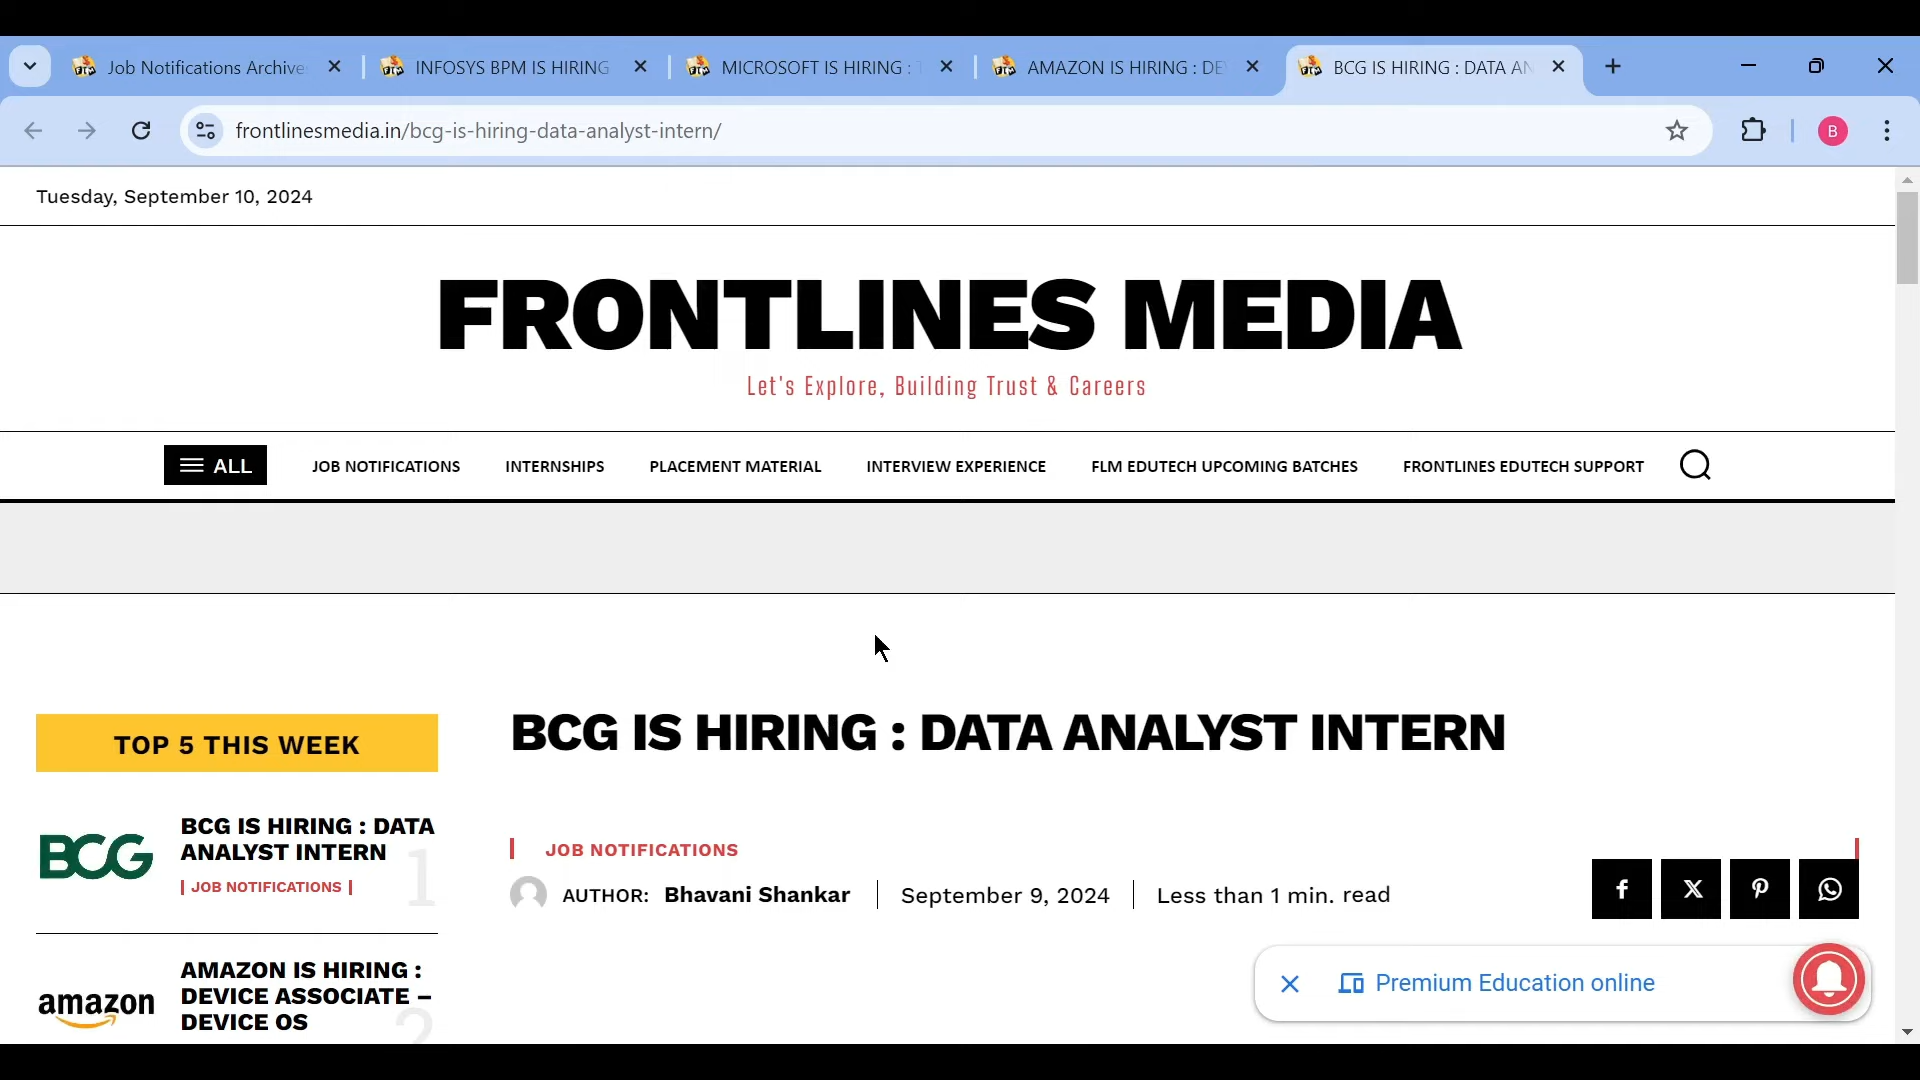 Job Notifications Archive
INFOSYS BPM IS HIRING
MICROSOFT IS HIRING :
AMAZON IS HIRING : DE
BCG IS HIRING : DATA AN
frontlinesmedia.in/bcg-is-hiring-data-analyst-intern/
B
Tuesday, September 10, 2024
FRONTLINES MEDIA
Let's Explore, Building Trust & Careers
ALL
JOB NOTIFICATIONS
INTERNSHIPS
PLACEMENT MATERIAL
INTERVIEW EXPERIENCE
FLM EDUTECH UPCOMING BATCHES
FRONTLINES EDUTECH SUPPORT
TOP 5 THIS WEEK
BCG
BCG IS HIRING : DATA
ANALYST INTERN
JOB NOTIFICATIONS
1
amazon
AMAZON IS HIRING :
DEVICE ASSOCIATE –
DEVICE OS
2
BCG IS HIRING : DATA ANALYST INTERN
JOB NOTIFICATIONS
AUTHOR: Bhavani Shankar
September 9, 2024
Less than 1 min. read
Premium Education online